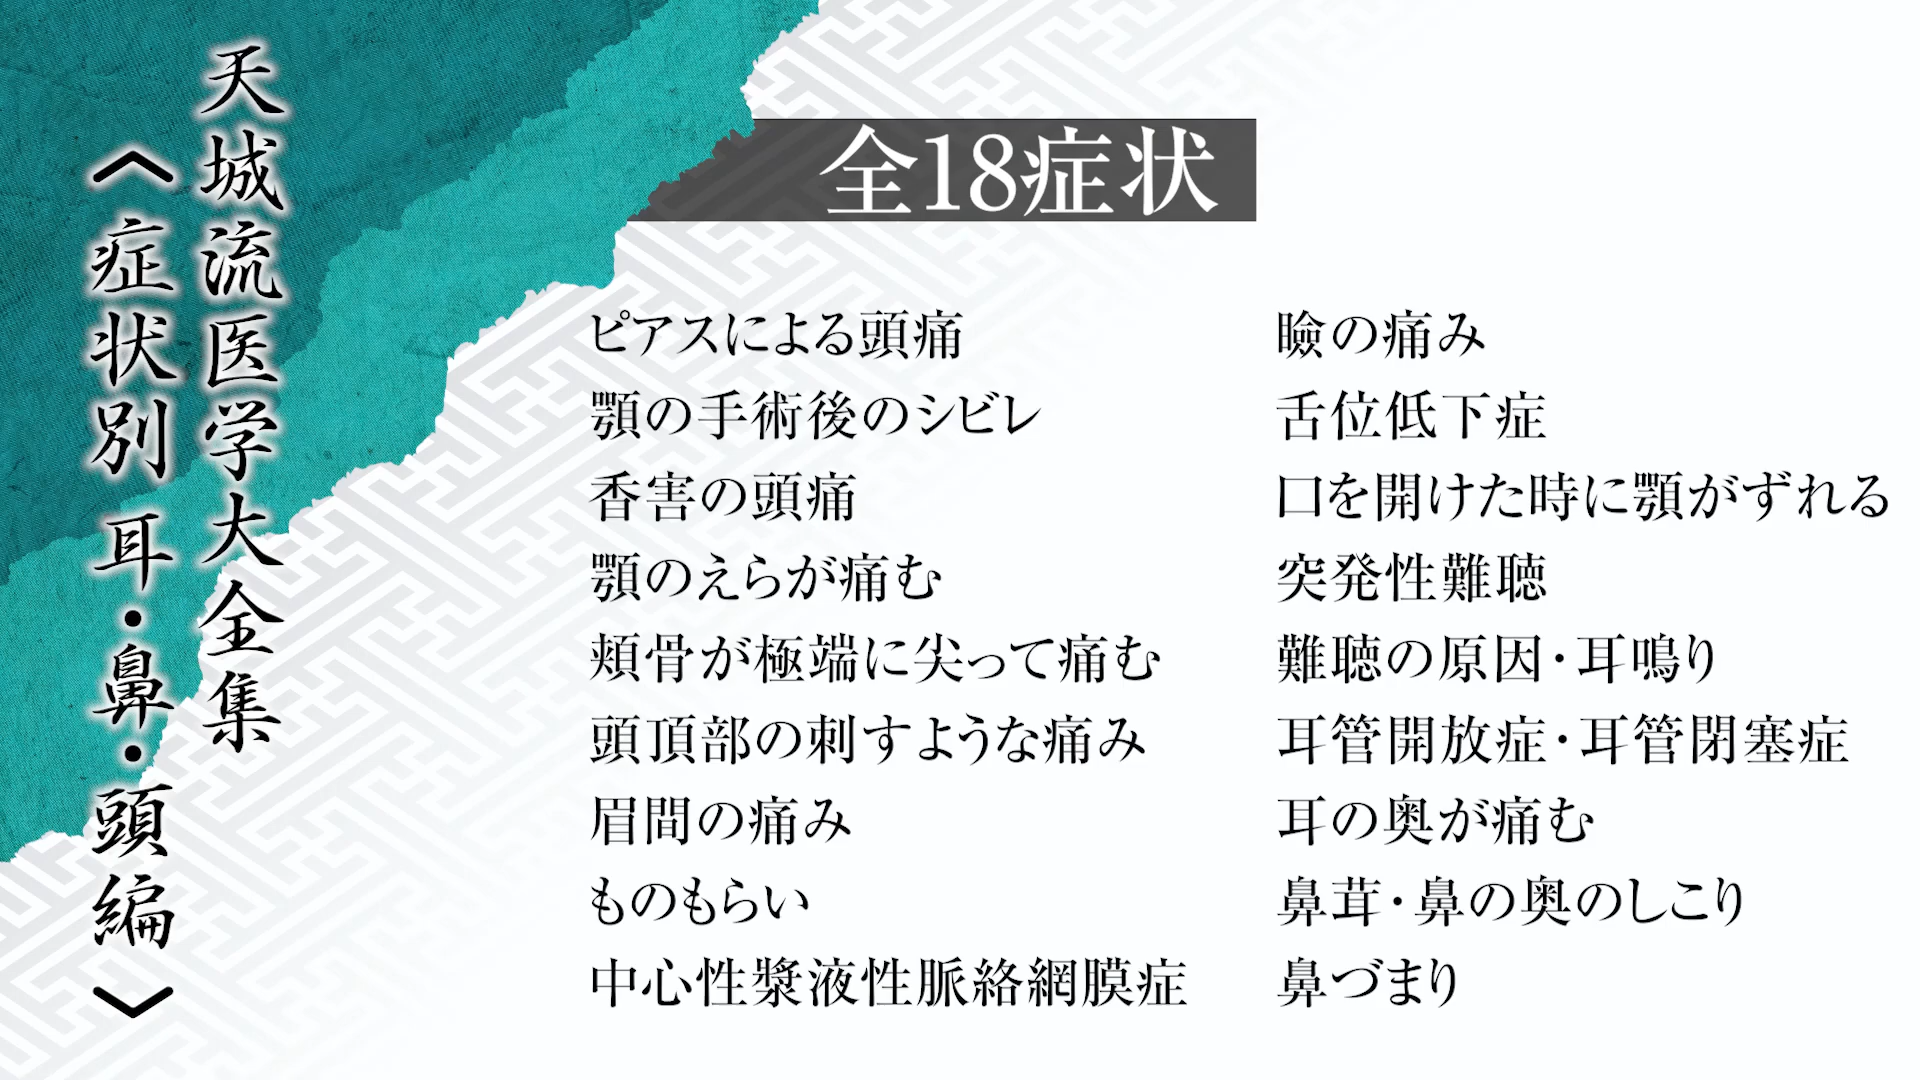 天城流医学大全集
〈症状別 耳・鼻・頭編〉
全18症状
ピアスによる頭痛
顎の手術後のシビレ
香害の頭痛
顎のえらが痛む
頬骨が極端に尖って痛む
頭頂部の刺すような痛み
眉間の痛み
ものもらい
中心性漿液性脈絡網膜症
瞼の痛み
舌位低下症
口を開けた時に顎がずれる
突発性難聴
難聴の原因・耳鳴り
耳管開放症・耳管閉塞症
耳の奥が痛む
鼻茸・鼻の奥のしこり
鼻づまり